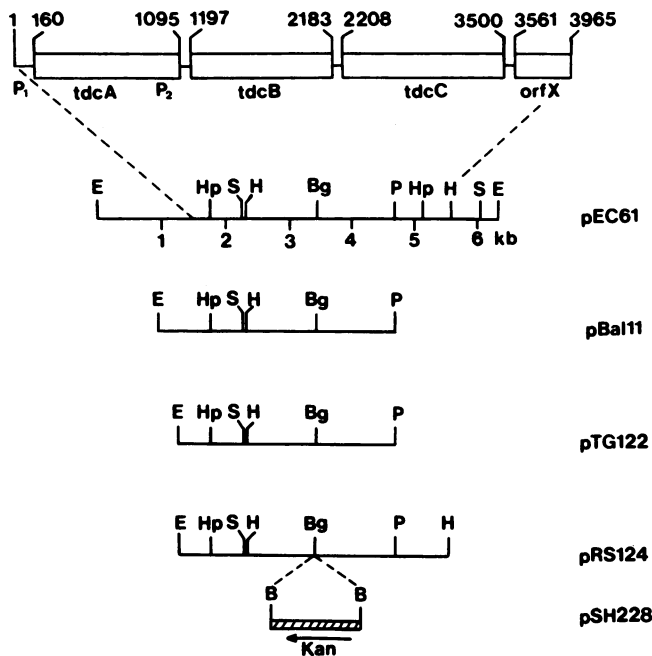 1 160 1095 1197 2183 2208 3500 3561 3965
P1 tdcA P2 tdcB tdcC orfX
E Hp S H Bg P Hp H S E
pEC61
1 2 3 4 5 6 kb
E Hp S H Bg P
pBal11
E Hp S H Bg P
pTG122
E Hp S H Bg P H
pRS124
B B
pSH228
Kan